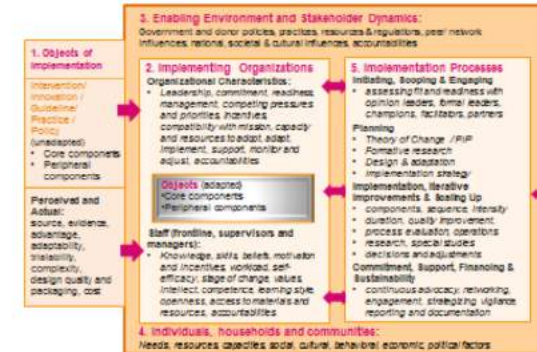 3. Enabling Environment and Stakeholder Dynamics:
Government and donor policies, practices, resources & regulations, peer network
influences, national, societal & cultural influences, accountabilities
1. Objects of
Implementation
Intervention/
Innovation /
Guideline/
Practice /
Policy
(unadapted)
• Core components
• Peripheral
components
Perceived and
Actual:
source, evidence,
advantage,
adaptability,
trialability,
complexity,
design quality and
packaging, cost
2. Implementing Organizations
Organizational Characteristics:
• Leadership, commitment, readiness,
management, competing pressures
and priorities, incentives,
compatibility with mission, capacity
and resources to adopt, adapt,
implement, support, monitor and
adjust, accountabilities
Objects (adapted)
•Core components
•Peripheral components
Staff (frontline, supervisors and
managers):
• Knowledge, skills, beliefs, motivation
and incentives, workload, self-
efficacy, stage of change, values,
intellect, competence, learning style,
openness, access to materials and
resources, accountabilities
5. Implementation Processes
Initiating, Scoping & Engaging
• assessing fit and readiness with
opinion leaders, formal leaders,
champions, facilitators, partners
Planning
• Theory of Change / PIP
• Formative research
• Design & adaptation
• implementation strategy
Implementation, Iterative
Improvements & Scaling Up
• components, sequence, intensity
• duration, quality improvement
• process evaluation, operations
• research, special studies
• decisions and adjustments
Commitment, Support, Financing &
Sustainability
• continuous advocacy, networking,
engagement, strategizing, vigilance,
reporting and documentation
4. Individuals, households and communities:
Needs, resources, capacities, social, cultural, behavioral, economic, political factors